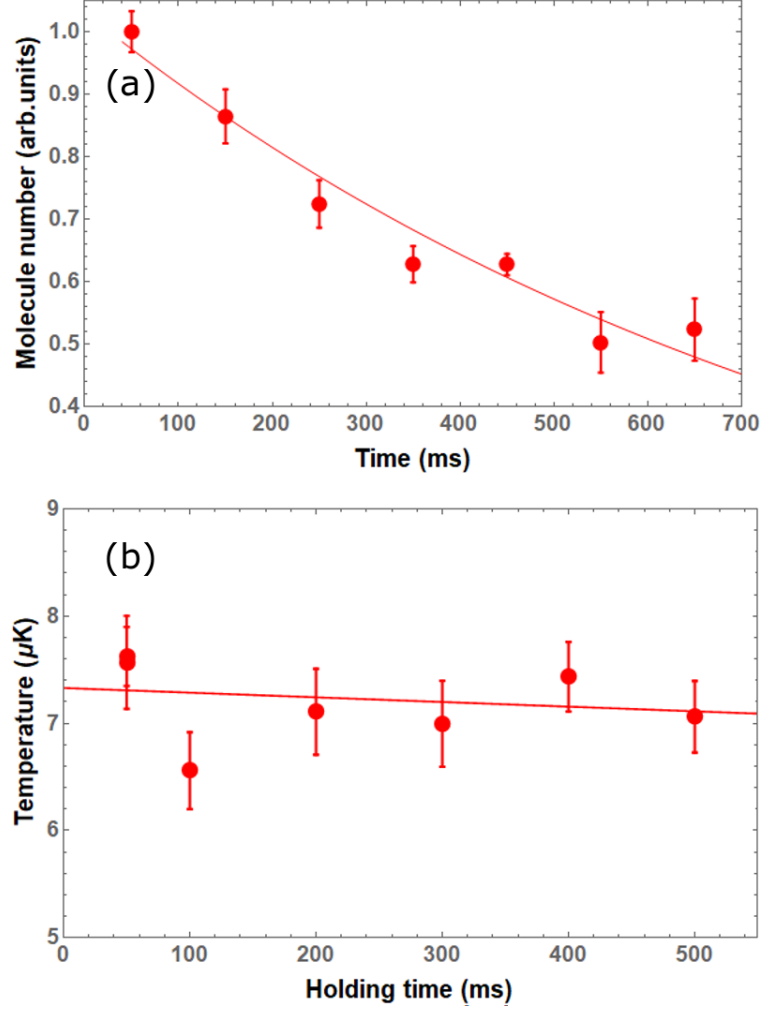 (a)
Molecule number (arb.units)
1.0
0.9
0.8
0.7
0.6
0.5
0.4
0 100 200 300 400 500 600 700
Time (ms)
(b)
Temperature (μK)
9
8
7
6
5
0 100 200 300 400 500
Holding time (ms)